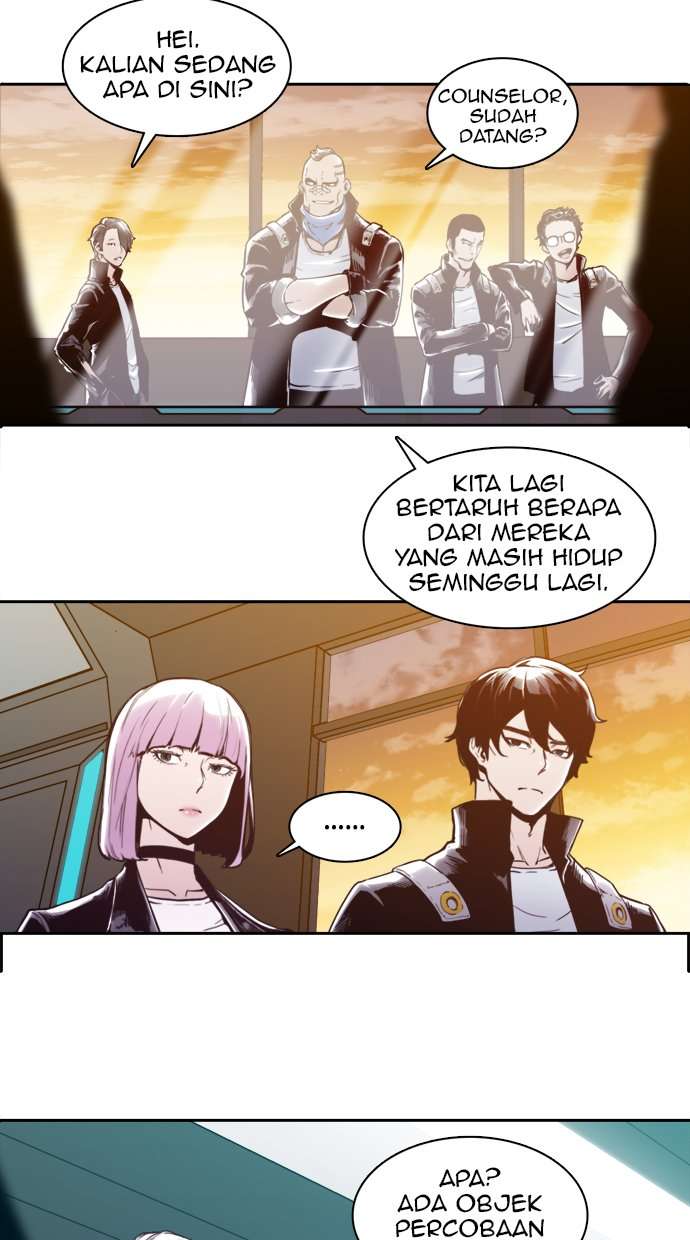 HEI,
KALIAN SEDANG
APA DI SINI?
COUNSELOR,
SUDAH
DATANG?
KITA LAGI
BERTARUH BERAPA
DARI MEREKA
YANG MASIH HIDUP
SEMINGGU LAGI.
......
APA?
ADA OBJEK
PERCOBAAN